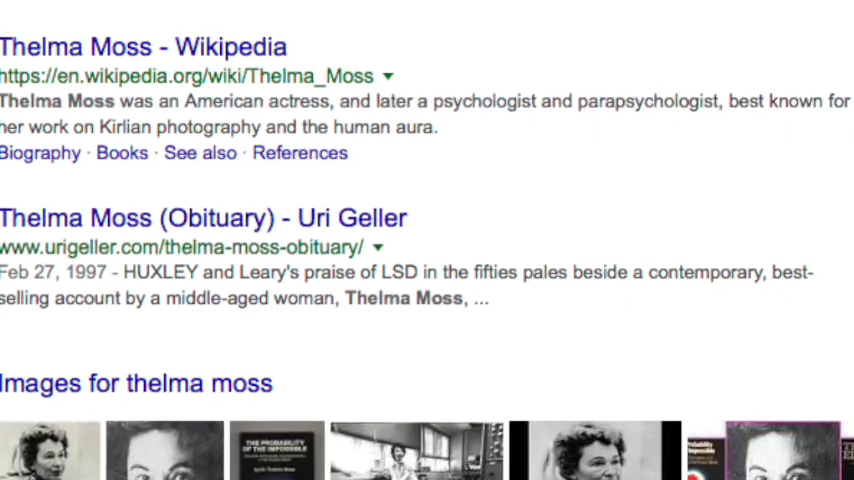 Thelma Moss - Wikipedia
https://en.wikipedia.org/wiki/Thelma_Moss
Thelma Moss was an American actress, and later a psychologist and parapsychologist, best known for
her work on Kirlian photography and the human aura.
Biography · Books · See also · References
Thelma Moss (Obituary) - Uri Geller
www.urigeller.com/thelma-moss-obituary/
Feb 27, 1997 - HUXLEY and Leary's praise of LSD in the fifties pales beside a contemporary, best-
selling account by a middle-aged woman, Thelma Moss, ...
Images for thelma moss
THE PROBABILITY
OF THE IMPOSSIBLE